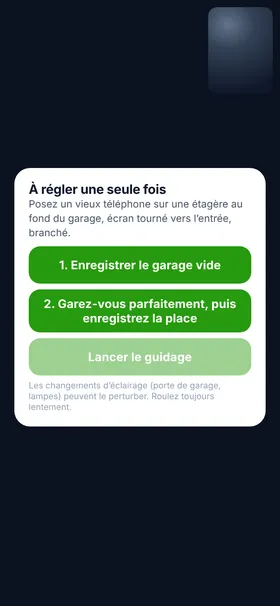 À régler une seule fois
Posez un vieux téléphone sur une étagère au
fond du garage, écran tourné vers l'entrée,
branché.
1. Enregistrer le garage vide
2. Garez-vous parfaitement, puis
enregistrez la place
Lancer le guidage
Les changements d'éclairage (porte de garage,
lampes) peuvent le perturber. Roulez toujours
lentement.